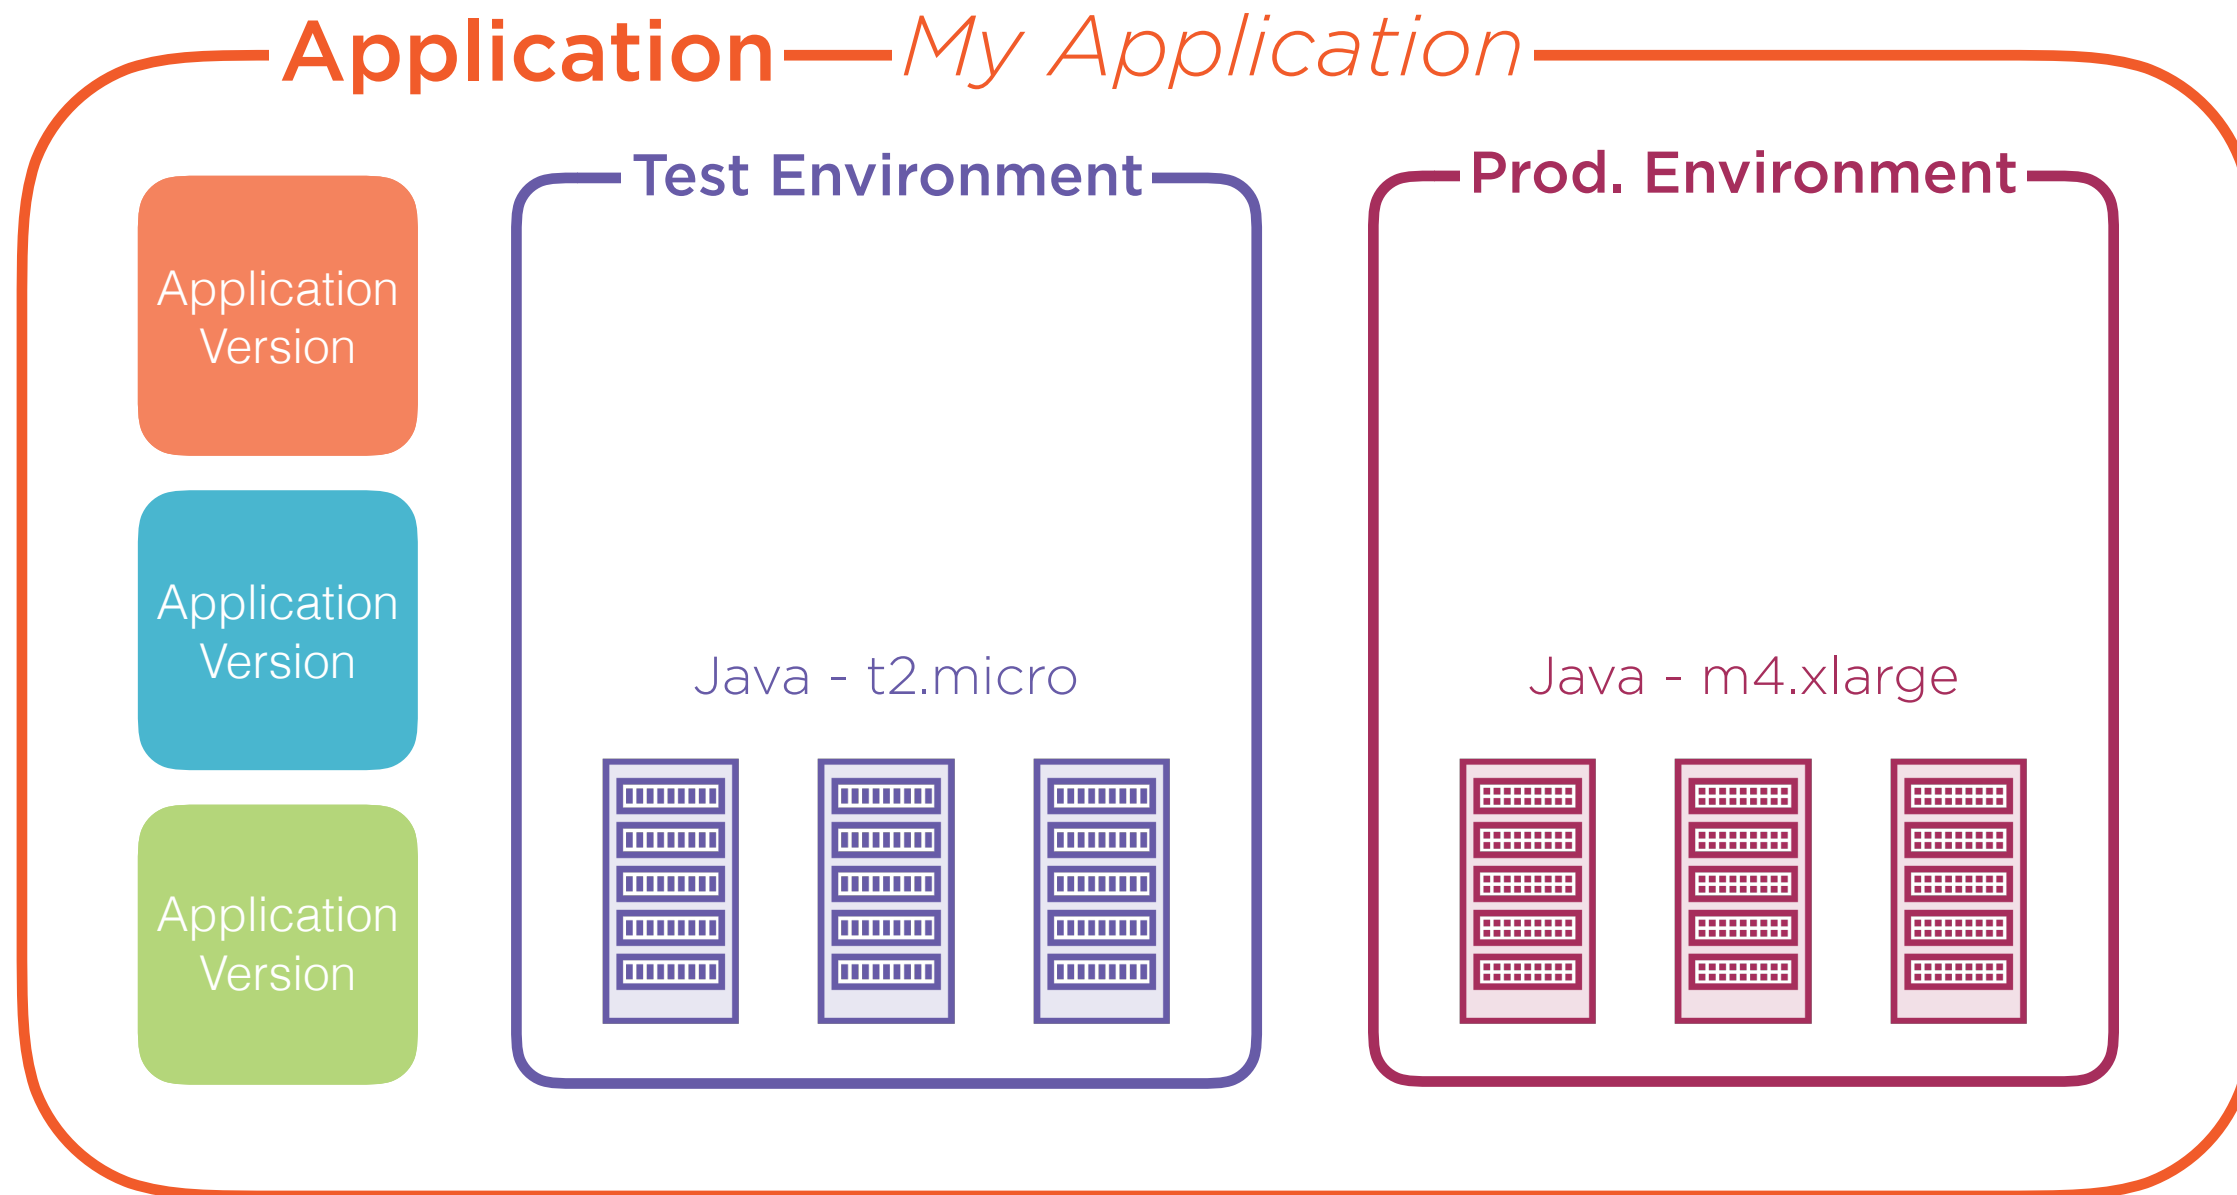 Application My Application
Test Environment
Prod. Environment
Application
Version
Application
Version
Application
Version
Java - t2.micro
Java - m4.xlarge